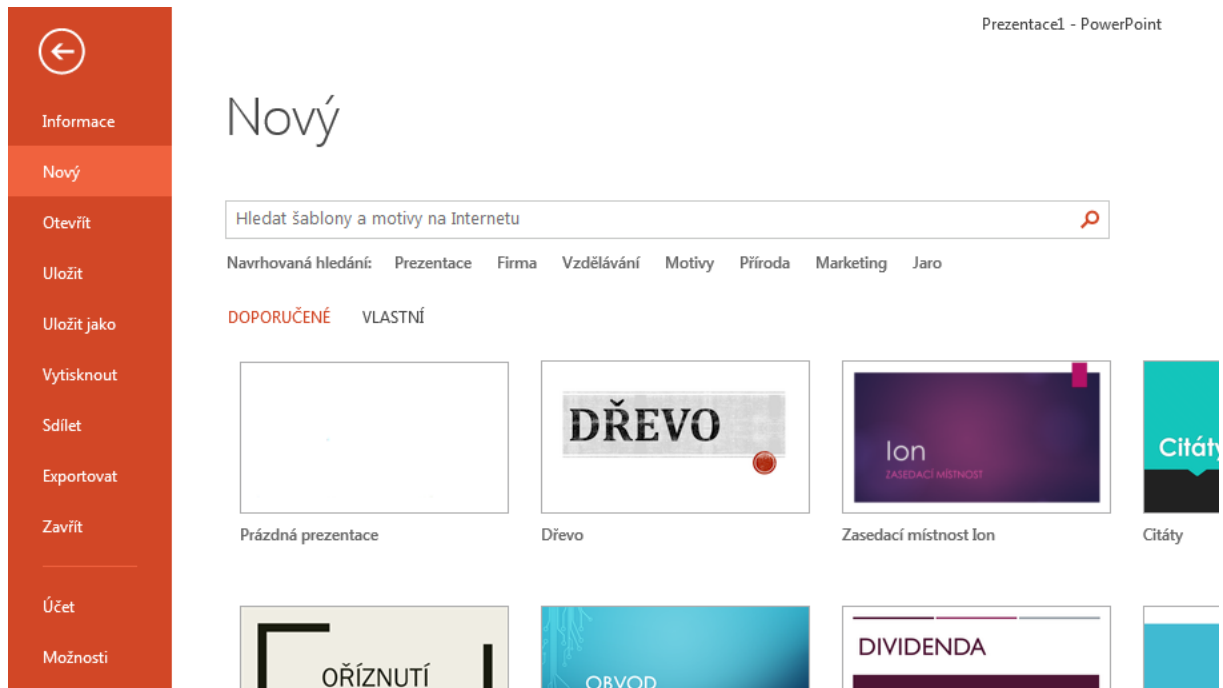 Prezentace1 - PowerPoint
Informace
Nový
Otevřít
Uložit
Uložit jako
Vytisknout
Sdílet
Exportovat
Zavřít
Účet
Možnosti
Nový
Hledat šablony a motivy na Internetu
Navrhovaná hledání: Prezentace Firma Vzdělávání Motivy Příroda Marketing Jaro
DOPORUČENÉ VLASTNÍ
DŘEVO
Ion
ZASEDACÍ MÍSTNOST
Citáty
Prázdná prezentace Dřevo Zasedací místnost Ion Citáty
OŘÍZNUTÍ
OBVOD
DIVIDENDA